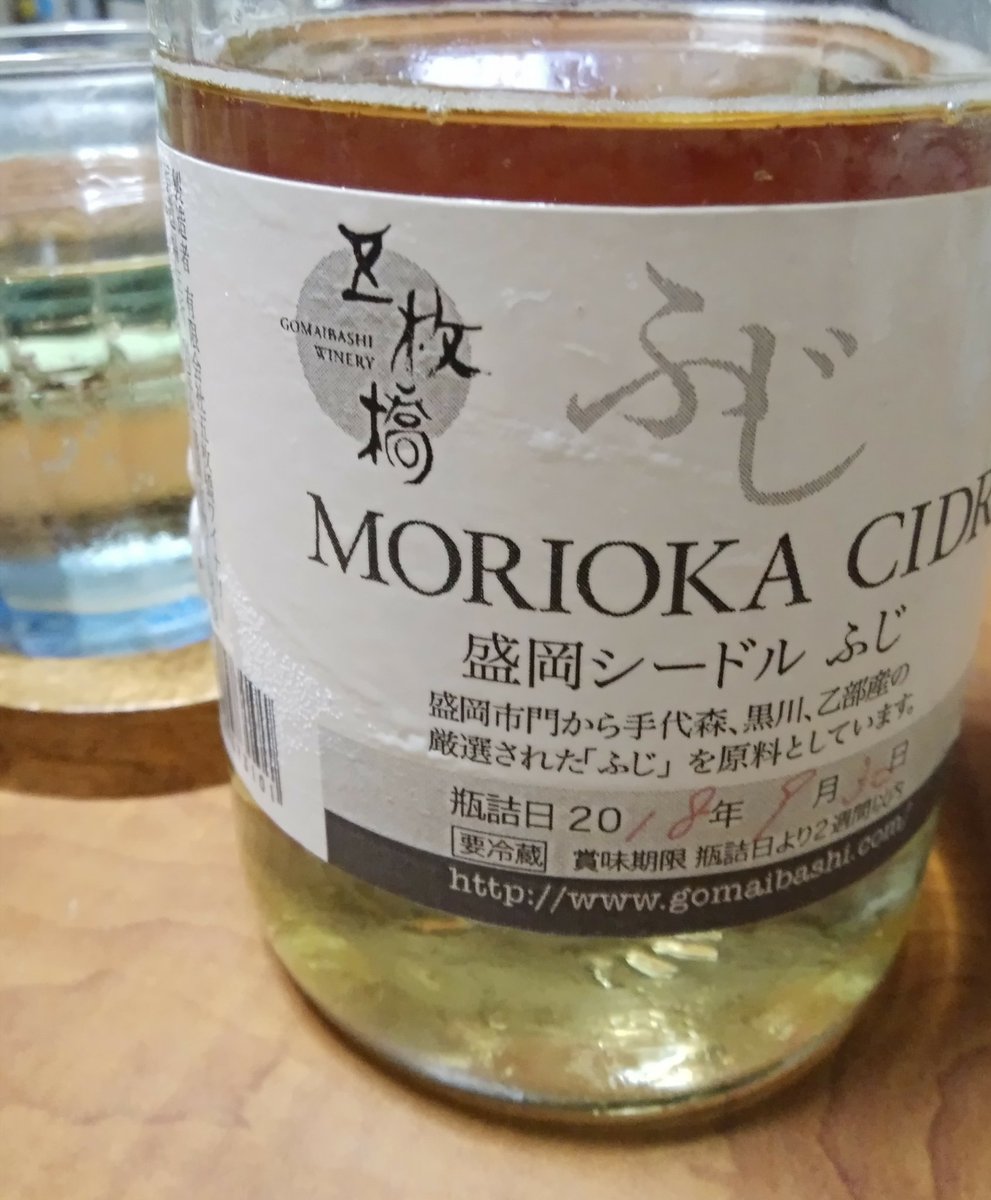 五枚橋
GOMAIBASHI
WINERY
ふじ
MORIOKA CIDR
盛岡シードル ふじ
盛岡市門から手代森、黒川、乙部産の
厳選された「ふじ」を原料としています。
瓶詰日 2018年 9月30日
要冷蔵 賞味期限 瓶詰日より2週間以内
http://www.gomaibashi.com/